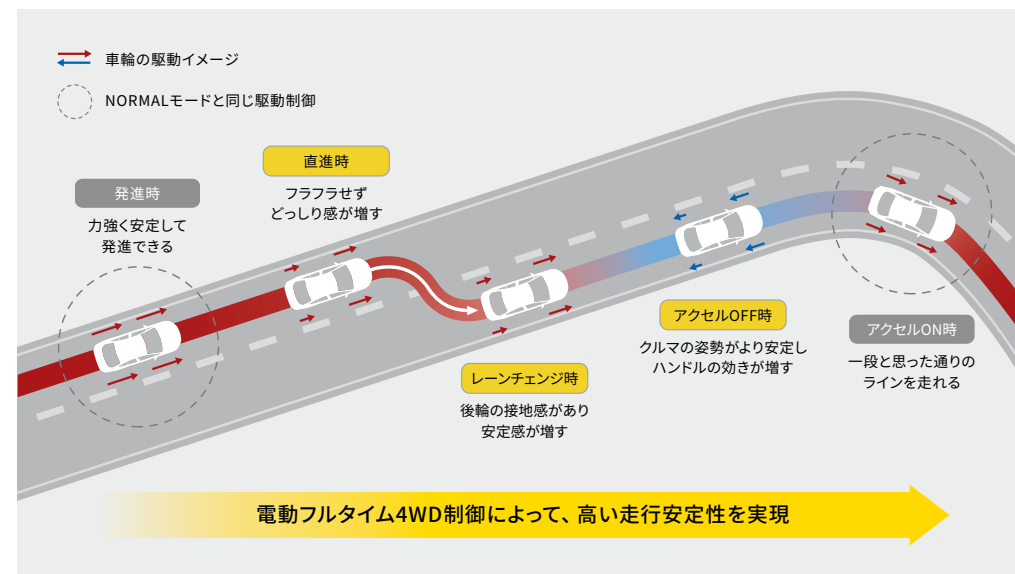 車輪の駆動イメージ
NORMALモードと同じ駆動制御
発進時
力強く安定して
発進できる
直進時
フラフラせず
どっしり感が増す
レーンチェンジ時
後輪の接地感があり
安定感が増す
アクセルOFF時
クルマの姿勢がより安定し
ハンドルの効きが増す
アクセルON時
一段と思った通りの
ラインを走れる
電動フルタイム4WD制御によって、高い走行安定性を実現